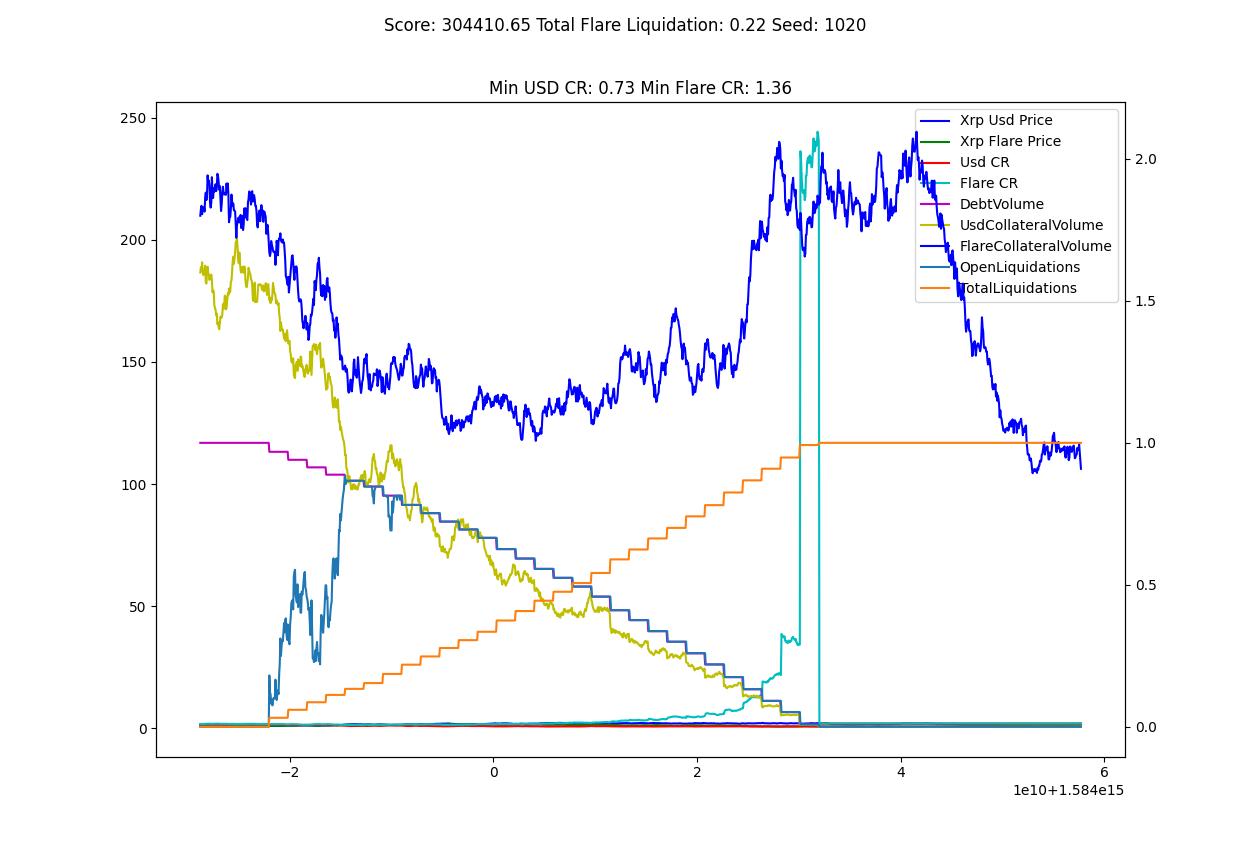 Score: 304410.65 Total Flare Liquidation: 0.22 Seed: 1020
Min USD CR: 0.73 Min Flare CR: 1.36
250
200
150
100
50
0
Xrp Usd Price
Xrp Flare Price
Usd CR
Flare CR
DebtVolume
UsdCollateralVolume
FlareCollateralVolume
OpenLiquidations
TotalLiquidations
2.0
1.5
1.0
0.5
0.0
−2 0 2 4 6
1e10+1.584e15